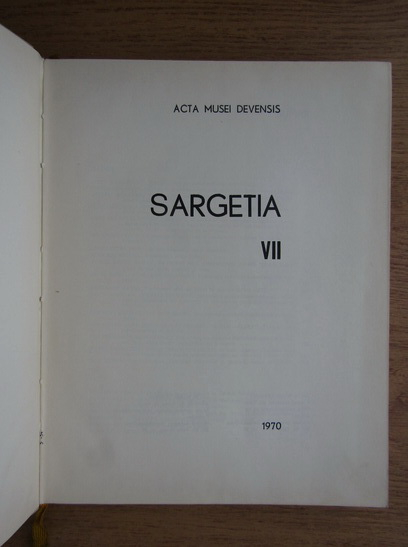 ACTA MUSEI DEVENSIS
SARGETIA
VII
1970